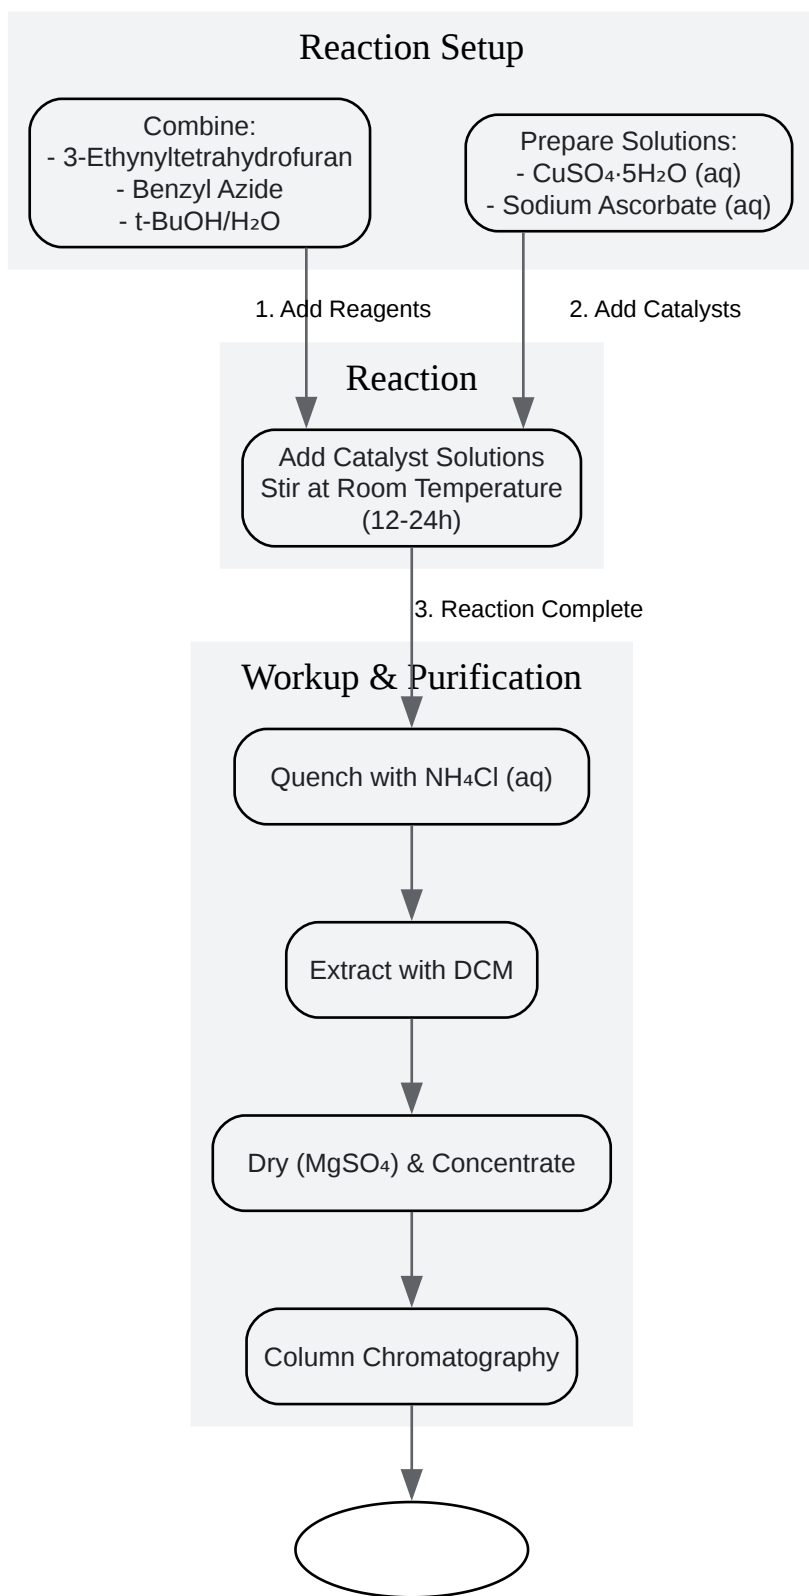 Reaction Setup
Combine:
- 3-Ethynyltetrahydrofuran
- Benzyl Azide
- t-BuOH/H₂O
Prepare Solutions:
- CuSO₄·5H₂O (aq)
- Sodium Ascorbate (aq)
1. Add Reagents
2. Add Catalysts
Reaction
Add Catalyst Solutions
Stir at Room Temperature
(12-24h)
3. Reaction Complete
Workup & Purification
Quench with NH₄Cl (aq)
Extract with DCM
Dry (MgSO₄) & Concentrate
Column Chromatography